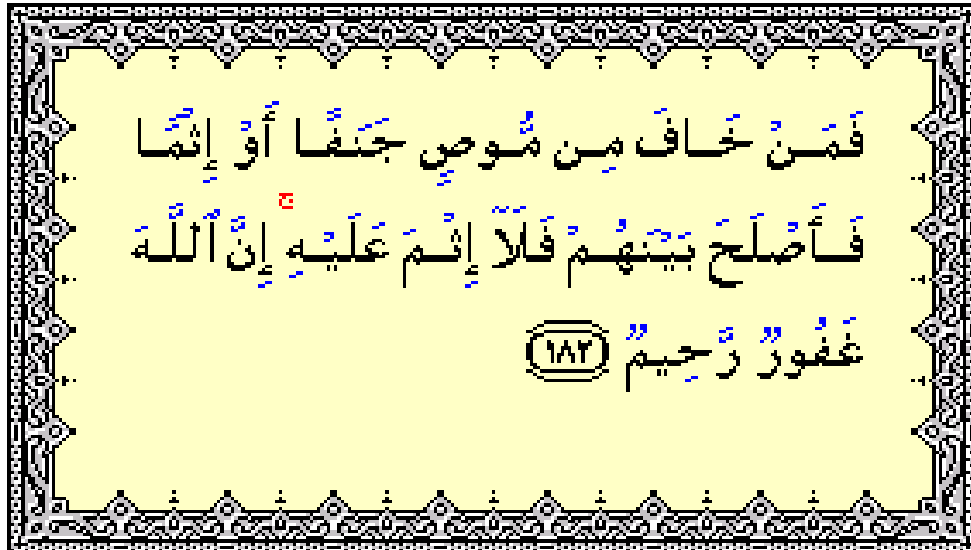 فَمَنْ خَافَ مِن مُّوصٍ جَنَفًا أَوْ إِثْمًا
فَأَصْلَحَ بَيْنَهُمْ فَلَآ إِثْمَ عَلَيْهِ ۚ إِنَّ ٱللَّهَ
غَفُورٌ رَّحِيمٌ ١٨٢